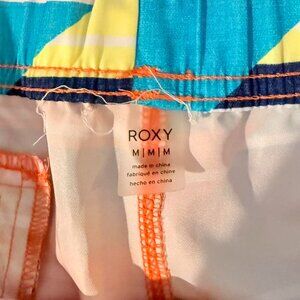 ROXY
M|M|M
made in china
fabriqué en chine
hecho en china